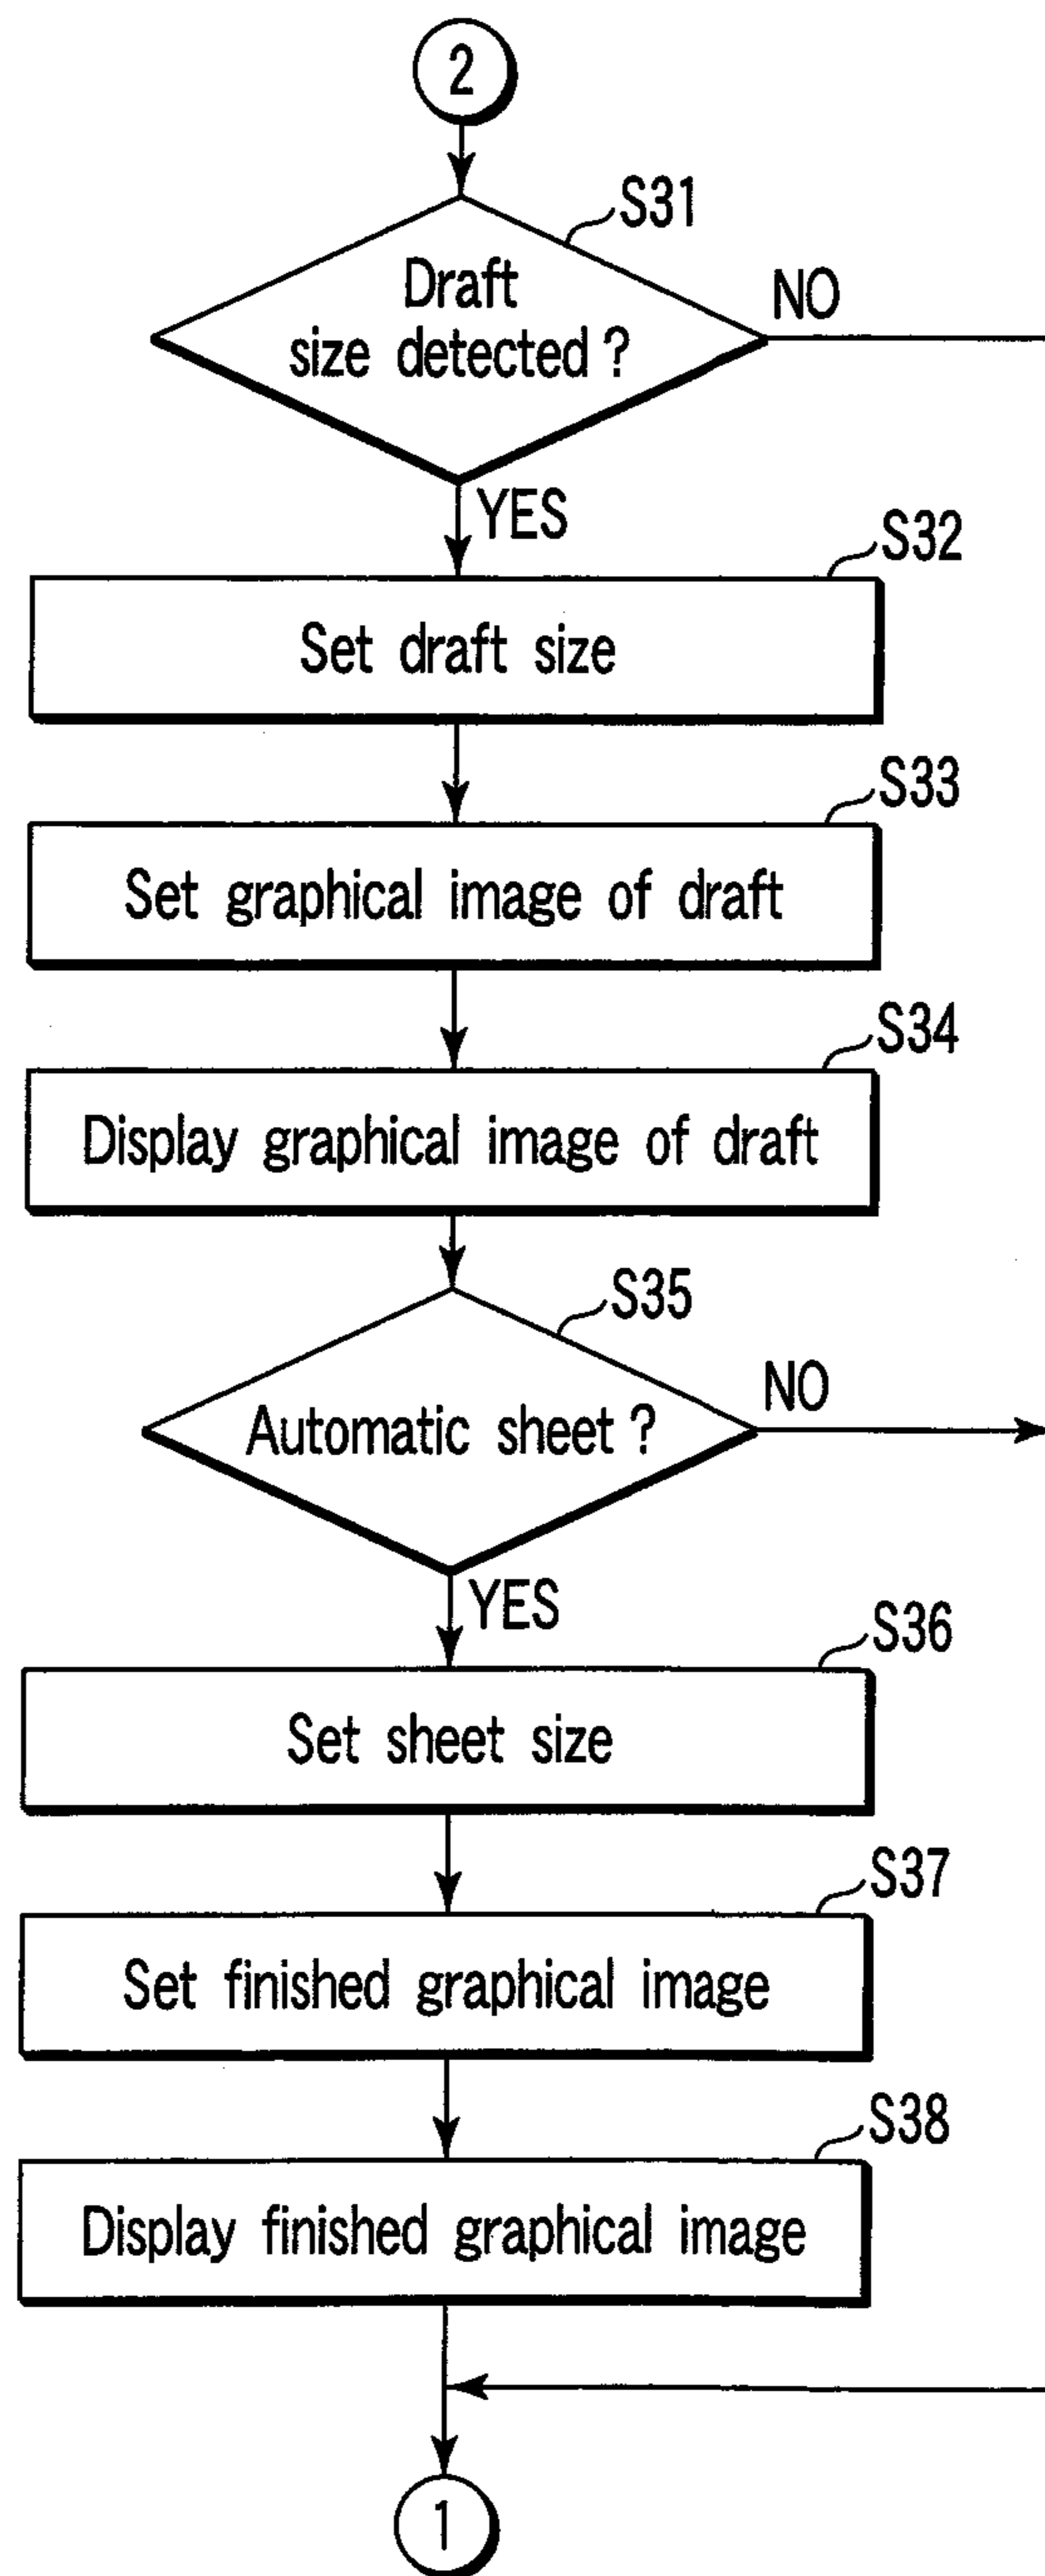 2
S31
Draft
size detected ?
NO
YES
S32
Set draft size
S33
Set graphical image of draft
S34
Display graphical image of draft
S35
Automatic sheet ?
NO
YES
S36
Set sheet size
S37
Set finished graphical image
S38
Display finished graphical image
1